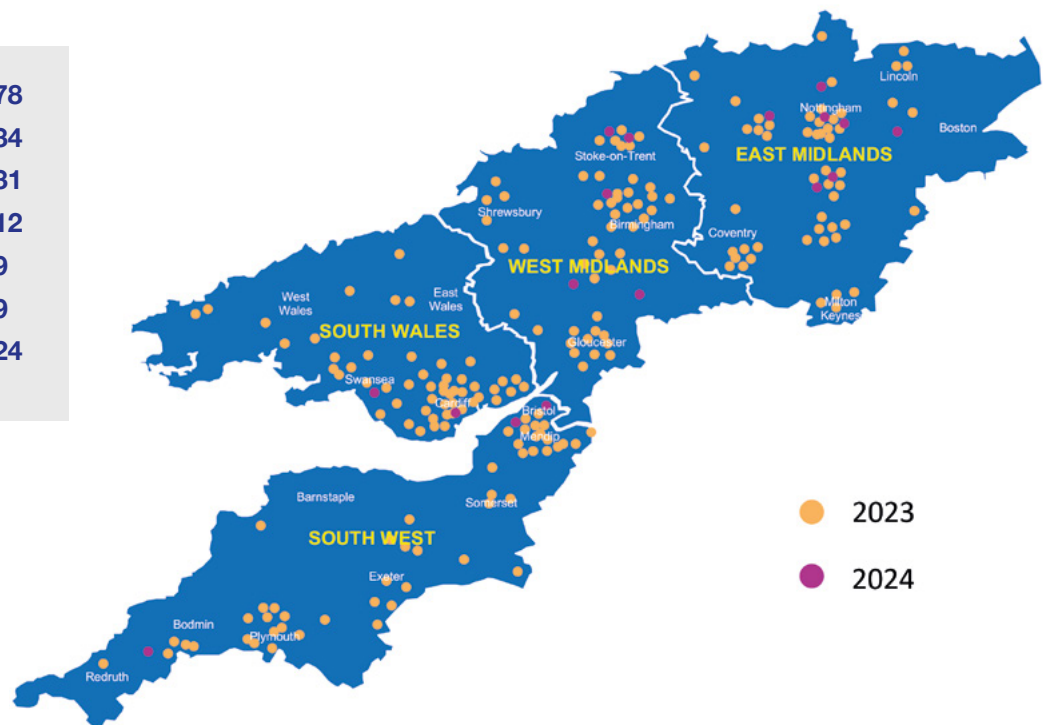 78
34
31
12
9
9
24
Lincoln
Nottingham
Boston
EAST MIDLANDS
Stoke-on-Trent
Shrewsbury
Birmingham
Coventry
WEST MIDLANDS
West
Wales
East
Wales
Milton
Keynes
SOUTH WALES
Gloucester
Swansea
Cardiff
Bristol
Mendip
Barnstaple
Somerset
2023
SOUTH WEST
Exeter
2024
Bodmin
Plymouth
Redruth